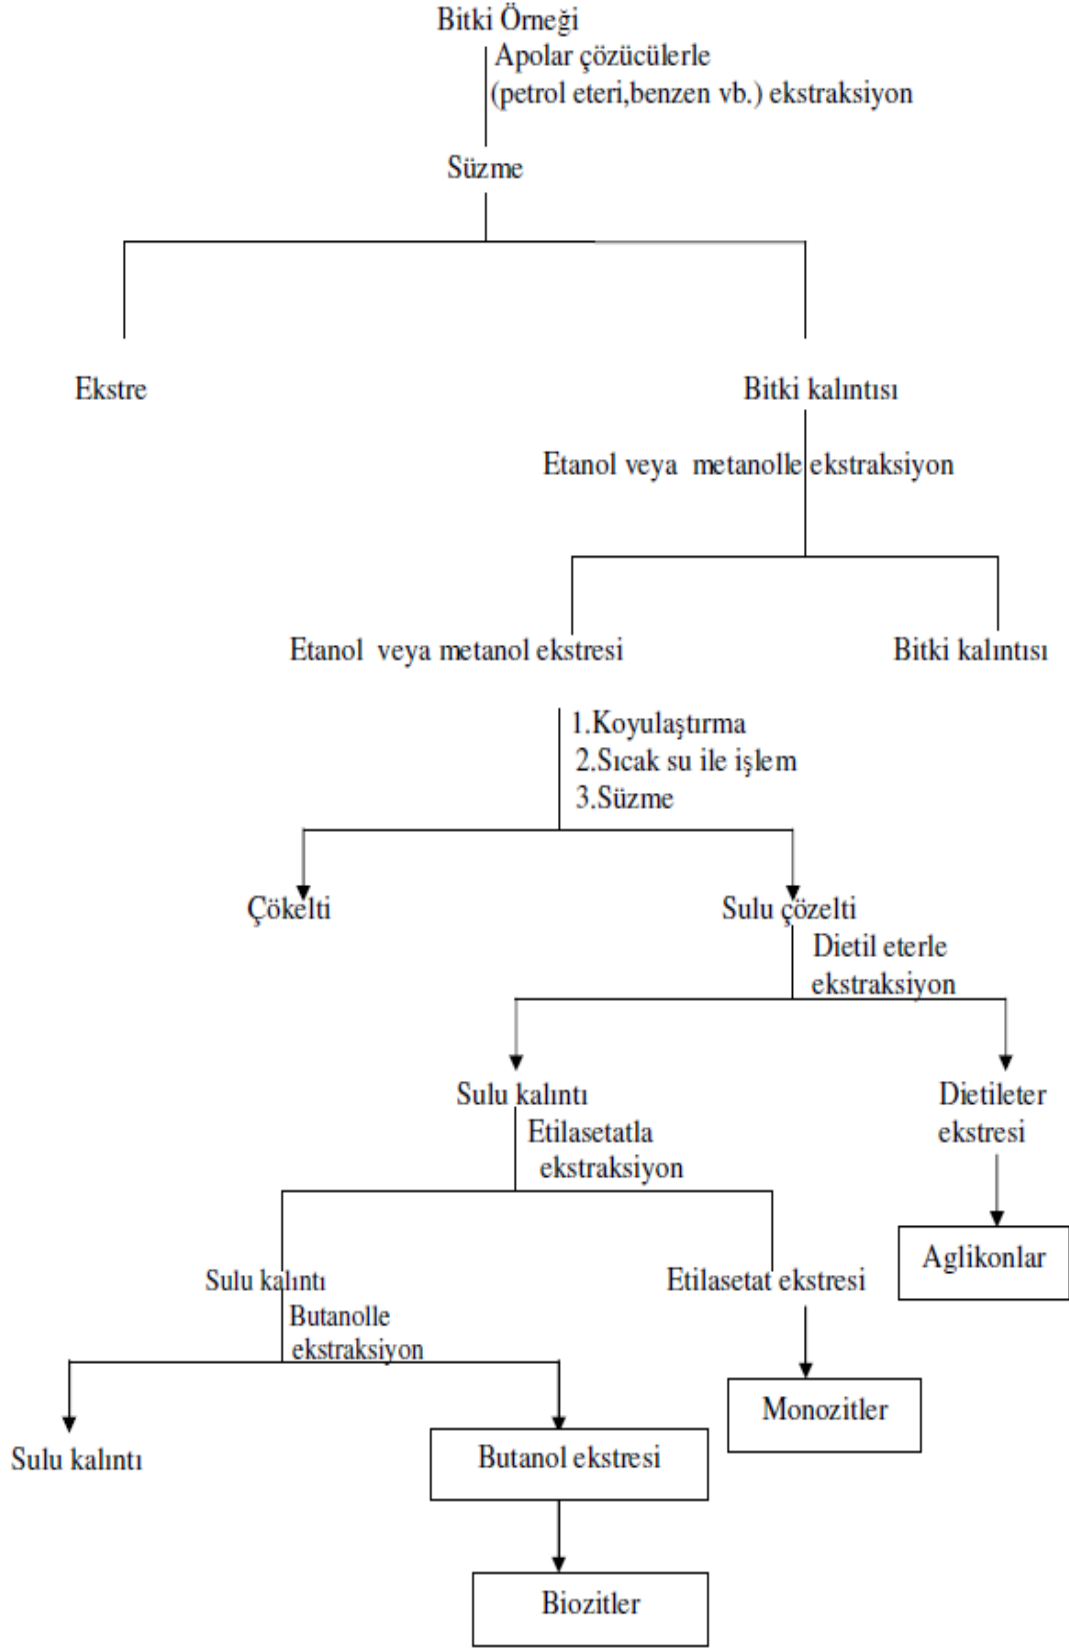 Bitki Örneği
Apolar çözücülerle
(petrol eteri,benzen vb.) ekstraksiyon
Süzme
Ekstre
Bitki kalıntısı
Etanol veya metanolle ekstraksiyon
Etanol veya metanol ekstresi
Bitki kalıntısı
1.Koyulaştırma
2.Sıcak su ile işlem
3.Süzme
Çökelti
Sulu çözelti
Dietil eterle
ekstraksiyon
Sulu kalıntı
Dietileter
ekstresi
Etilasetatla
ekstraksiyon
Aglikonlar
Sulu kalıntı
Etilasetat ekstresi
Butanolle
ekstraksiyon
Monozitler
Sulu kalıntı
Butanol ekstresi
Biozitler